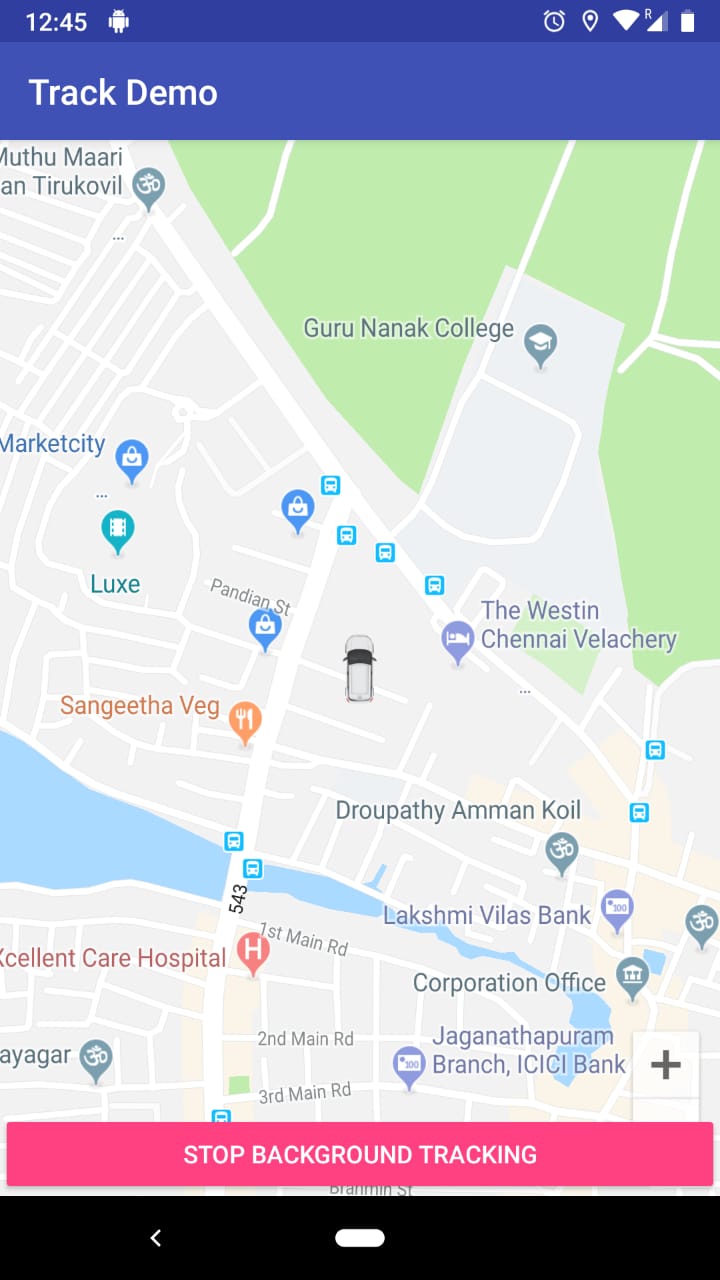 12:45
R
Track Demo
Muthu Maari
an Tirukovil
...
Guru Nanak College
Marketcity
...
Luxe
Pandian St
The Westin
Chennai Velachery
...
Sangeetha Veg
Droupathy Amman Koil
543
Lakshmi Vilas Bank
100
1st Main Rd
H
Xcellent Care Hospital
Corporation Office
2nd Main Rd
Jaganathapuram
Branch, ICICI Bank
100
ayagar
3rd Main Rd
+
STOP BACKGROUND TRACKING
Brahmin St